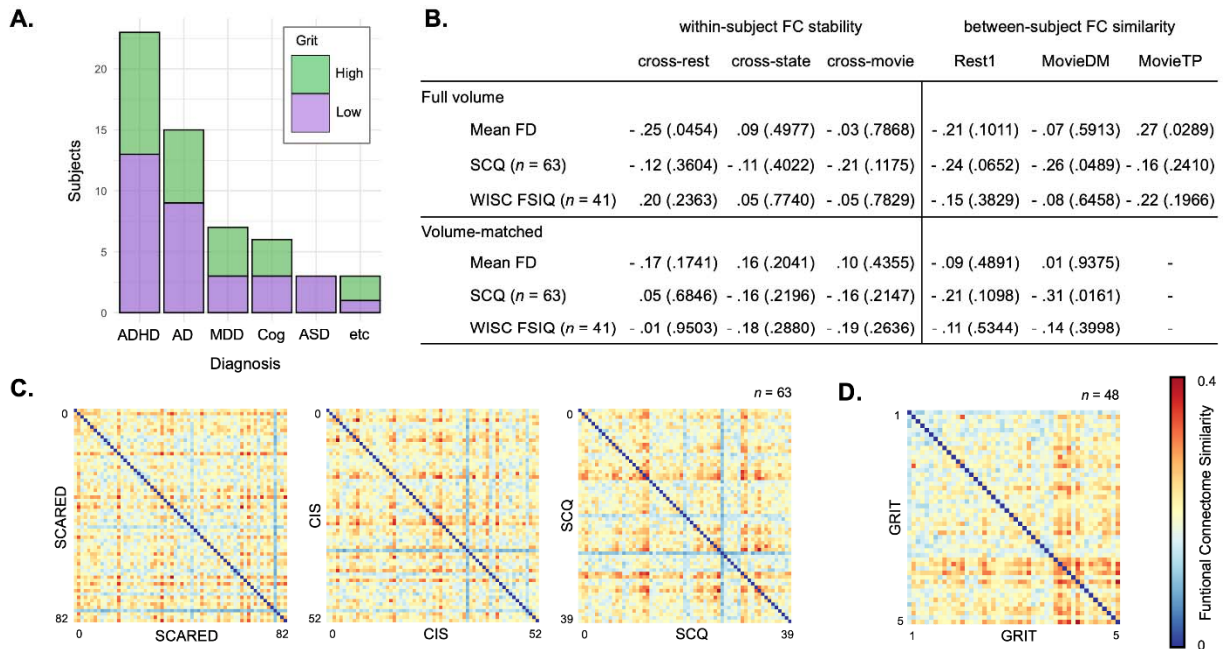 A.
Grit
High
Low
Subjects
20
15
10
5
0
ADHD AD MDD Cog ASD etc
Diagnosis
B.
within-subject FC stability between-subject FC similarity
cross-rest cross-state cross-movie Rest1 MovieDM MovieTP
Full volume
Mean FD - .25 (.0454) .09 (.4977) - .03 (.7868) - .21 (.1011) - .07 (.5913) .27 (.0289)
SCQ (n = 63) - .12 (.3604) - .11 (.4022) - .21 (.1175) - .24 (.0652) - .26 (.0489) - .16 (.2410)
WISC FSIQ (n = 41) .20 (.2363) .05 (.7740) - .05 (.7829) - .15 (.3829) - .08 (.6458) - .22 (.1966)
Volume-matched
Mean FD - .17 (.1741) .16 (.2041) .10 (.4355) - .09 (.4891) .01 (.9375) -
SCQ (n = 63) .05 (.6846) - .16 (.2196) - .16 (.2147) - .21 (.1098) - .31 (.0161) -
WISC FSIQ (n = 41) - .01 (.9503) - .18 (.2880) - .19 (.2636) - .11 (.5344) - .14 (.3998) -
C.
n = 63
0
SCARED
82
0 SCARED 82
0
CIS
52
0 CIS 52
0
SCQ
39
0 SCQ 39
D.
n = 48
1
GRIT
5
1 GRIT 5
0.4
Funtional Connectome Similarity
0